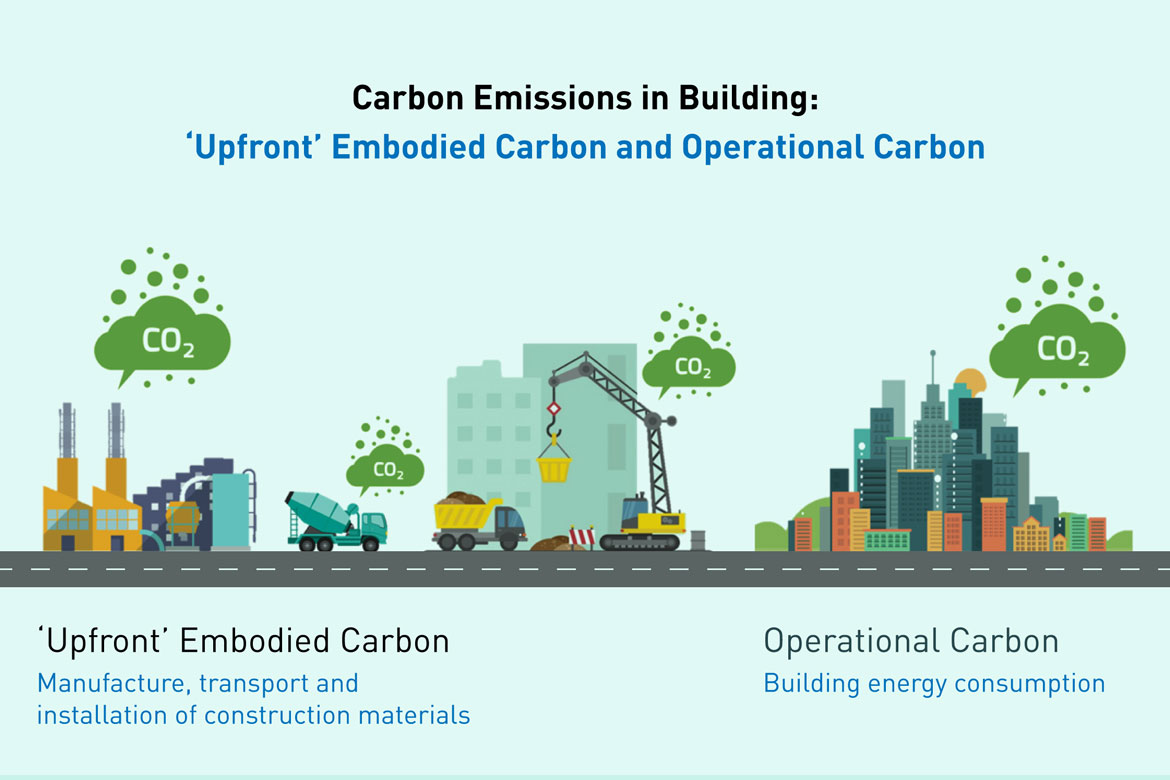 Carbon Emissions in Building:
‘Upfront’ Embodied Carbon and Operational Carbon
CO₂
CO₂
CO₂
CO₂
‘Upfront’ Embodied Carbon
Manufacture, transport and
installation of construction materials
Operational Carbon
Building energy consumption